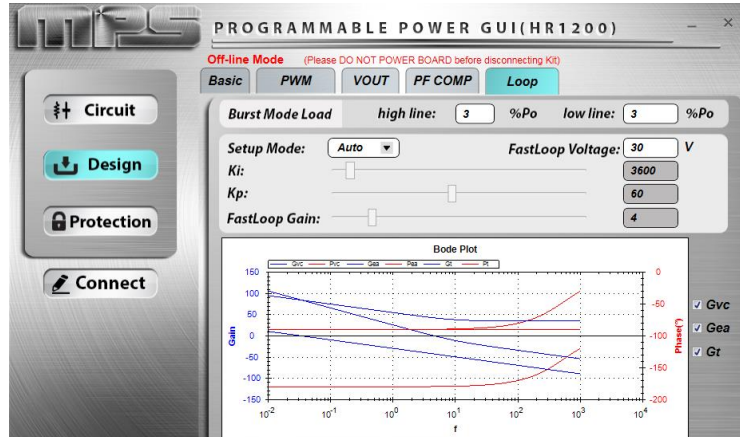 mps
PROGRAMMABLE POWER GUI(HR1200)
Off-line Mode (Please DO NOT POWER BOARD before disconnecting Kit)
Basic PWM VOUT PF COMP Loop
Circuit
Design
Protection
Connect
Burst Mode Load high line: 3 %Po low line: 3 %Po
Setup Mode: Auto FastLoop Voltage: 30 V
Ki: 3600
Kp: 60
FastLoop Gain: 4
Bode Plot
Gvc Pvc Gea Pea Gt Pt
150 0
100
50 -50
0 -100
-50
-100 -150
-150 -200
Gain
Phase(°)
10-2 10-1 100 101 102 103 104
f
Gvc
Gea
Gt